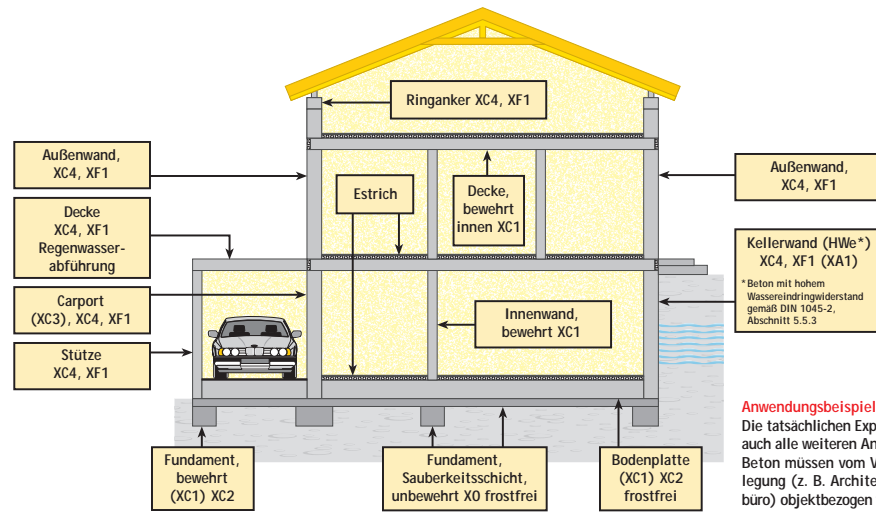 Ringanker XC4, XF1
Außenwand,
XC4, XF1
Decke
XC4, XF1
Regenwasser-
abführung
Carport
(XC3), XC4, XF1
Stütze
XC4, XF1
Estrich
Decke,
bewehrt
innen XC1
Innenwand,
bewehrt XC1
Außenwand,
XC4, XF1
Kellerwand (HWe*)
XC4, XF1 (XA1)
*Beton mit hohem
Wassereindringwiderstand
gemäß DIN 1045-2,
Abschnitt 5.5.3
Fundament,
bewehrt
(XC1) XC2
Fundament,
Sauberkeitsschicht,
unbewehrt X0 frostfrei
Bodenplatte
(XC1) XC2
frostfrei
Anwendungsbeispiel
Die tatsächlichen Exp
auch alle weiteren An
Beton müssen vom V
legung (z. B. Archite
büro) objektbezogen